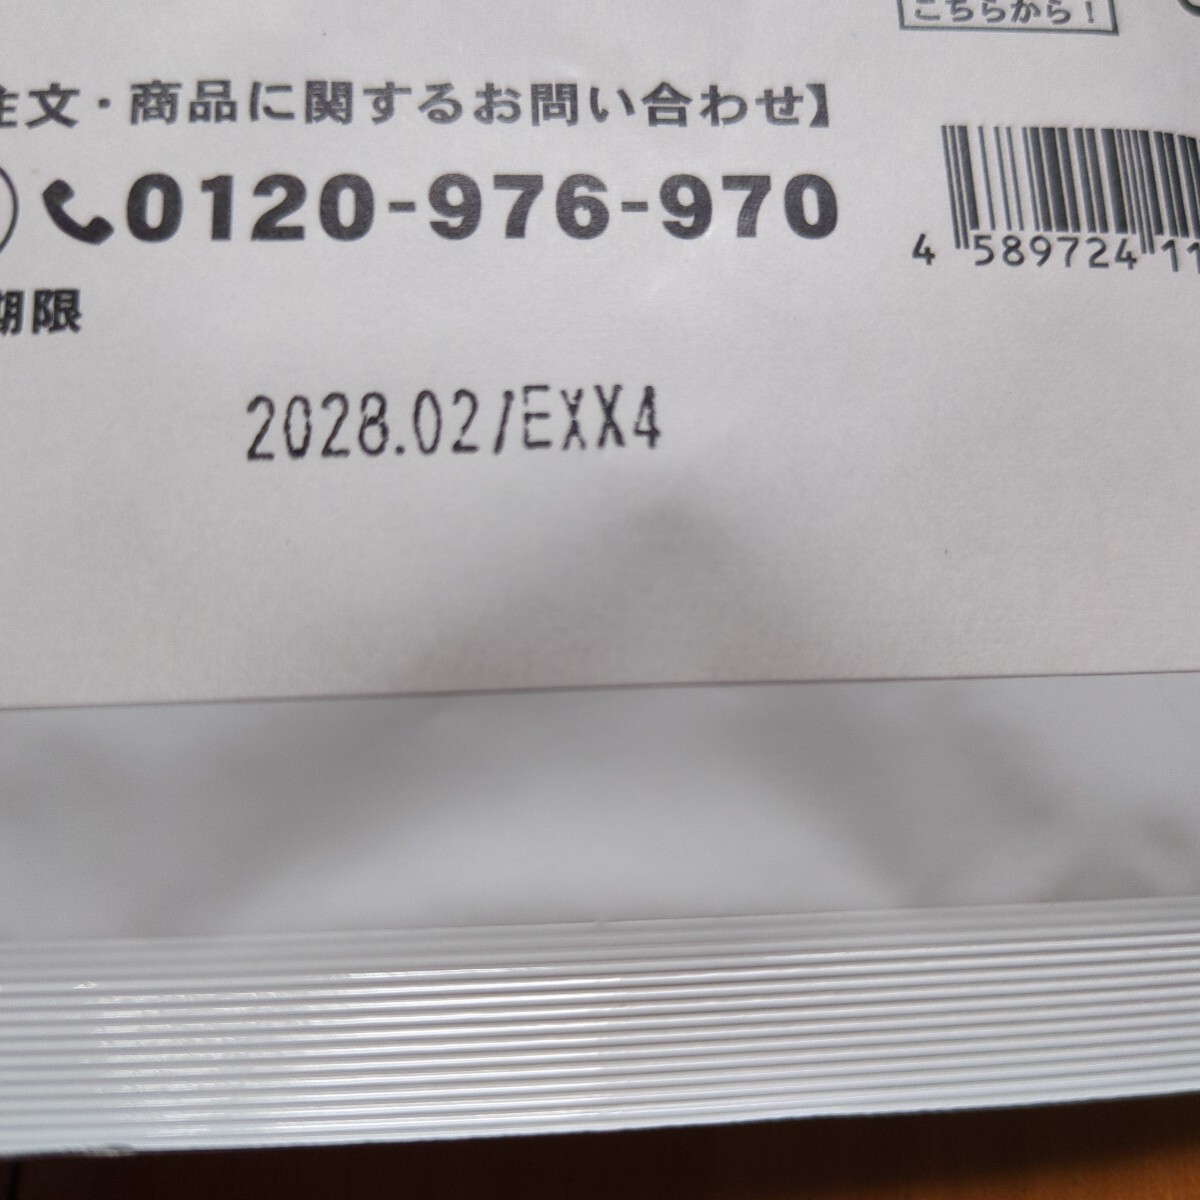 こちらから!
注文・商品に関するお問い合わせ】
0120-976-970
4 589724 11
期限
2028.02/EXX4